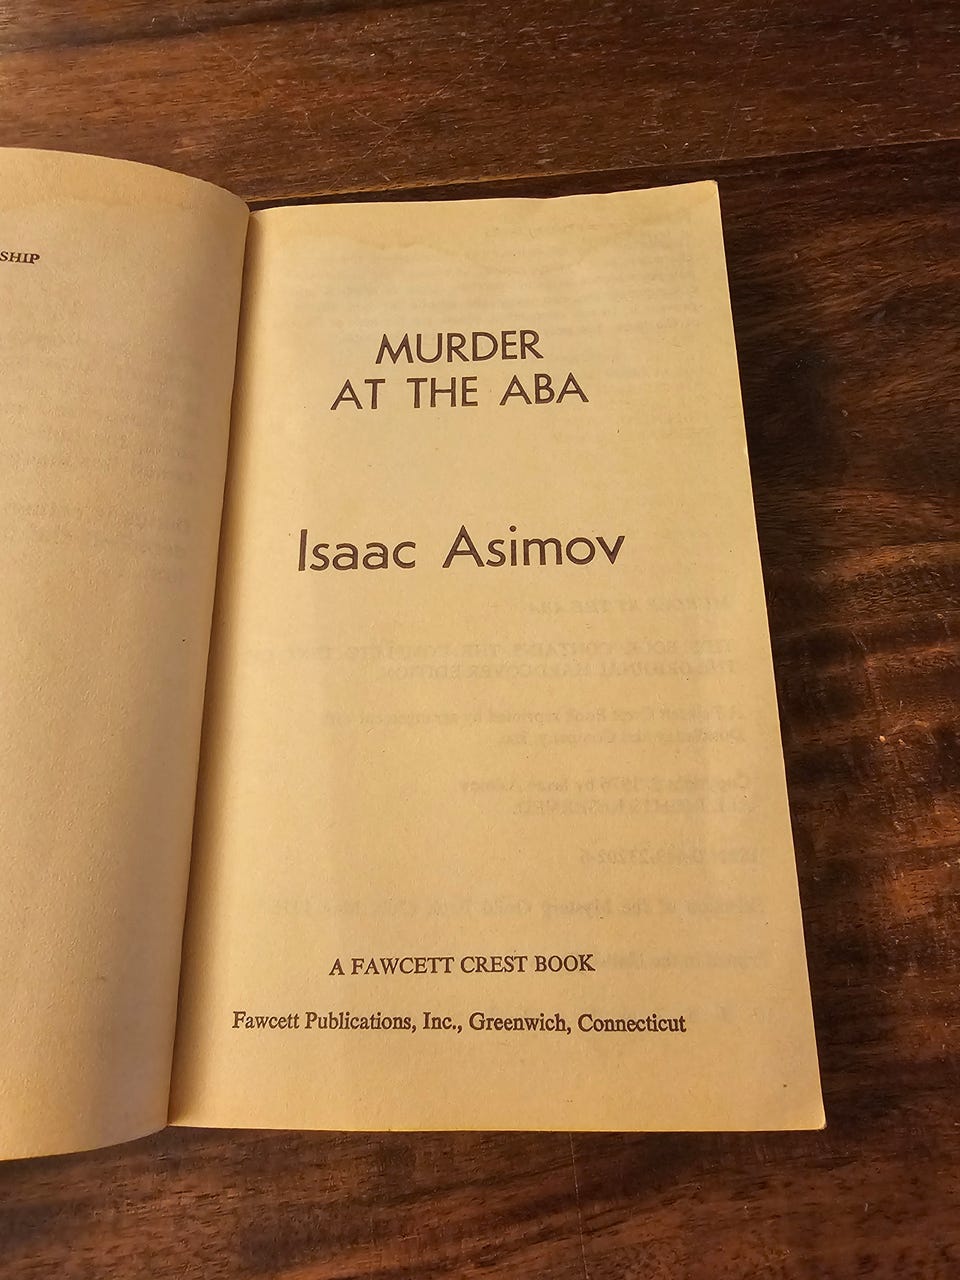 SHIP
MURDER
AT THE ABA
Isaac Asimov
A FAWCETT CREST BOOK
Fawcett Publications, Inc., Greenwich, Connecticut